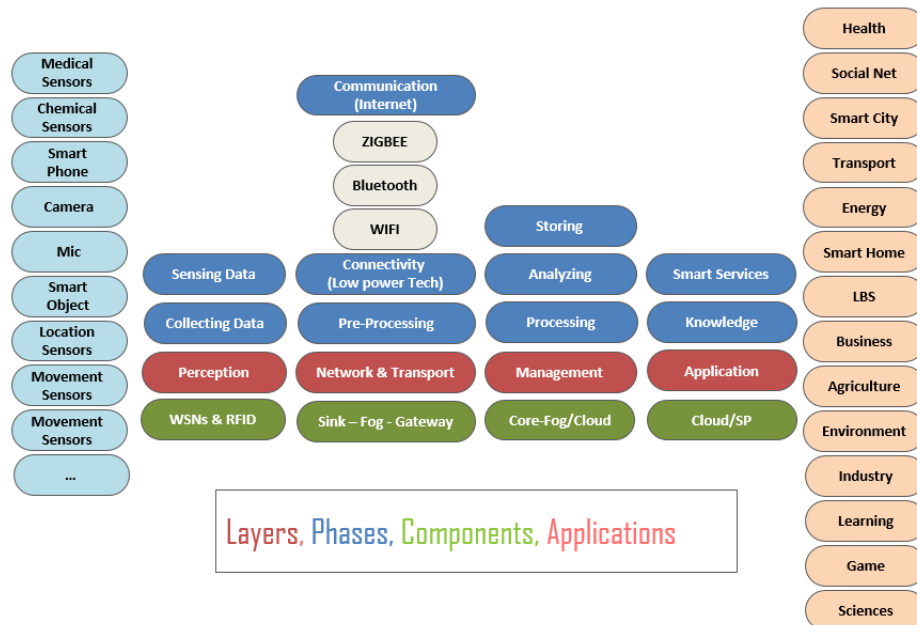 Medical
Sensors
Chemical
Sensors
Smart
Phone
Camera
Mic
Smart
Object
Location
Sensors
Movement
Sensors
Movement
Sensors
...
Sensing Data
Collecting Data
Perception
WSNs & RFID
Communication
(Internet)
ZIGBEE
Bluetooth
WIFI
Connectivity
(Low power Tech)
Pre-Processing
Network & Transport
Sink – Fog - Gateway
Storing
Analyzing
Processing
Management
Core-Fog/Cloud
Smart Services
Knowledge
Application
Cloud/SP
Health
Social Net
Smart City
Transport
Energy
Smart Home
LBS
Business
Agriculture
Environment
Industry
Learning
Game
Sciences
Layers, Phases, Components, Applications